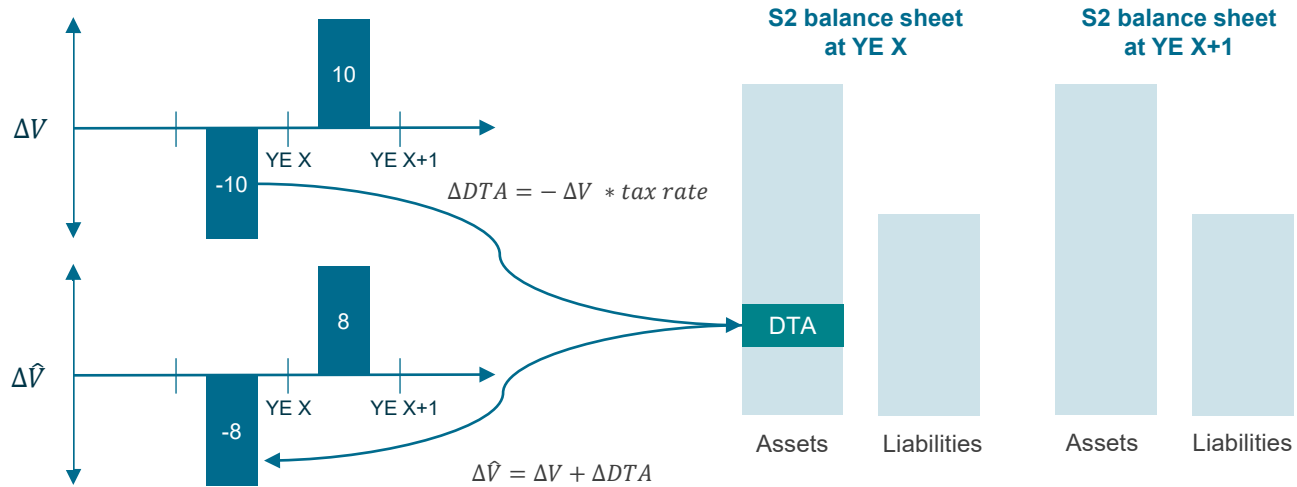 S2 balance sheet
at YE X
S2 balance sheet
at YE X+1
10
ΔV
YE X
YE X+1
-10
ΔDTA = − ΔV * tax rate
8
DTA
ΔV̂
YE X
YE X+1
-8
Assets
Liabilities
Assets
Liabilities
ΔV̂ = ΔV + ΔDTA